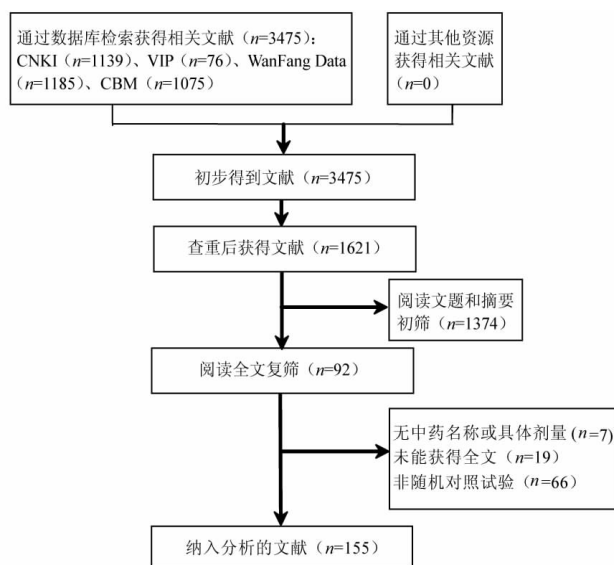 通过数据库检索获得相关文献（n=3475）：
CNKI（n=1139）、VIP（n=76）、WanFang Data
（n=1185）、CBM（n=1075）
通过其他资源
获得相关文献
（n=0）
初步得到文献（n=3475）
查重后获得文献（n=1621）
阅读文题和摘要
初筛（n=1374）
阅读全文复筛（n=92）
无中药名称或具体剂量 (n=7)
未能获得全文（n=19）
非随机对照试验（n=66）
纳入分析的文献（n=155）